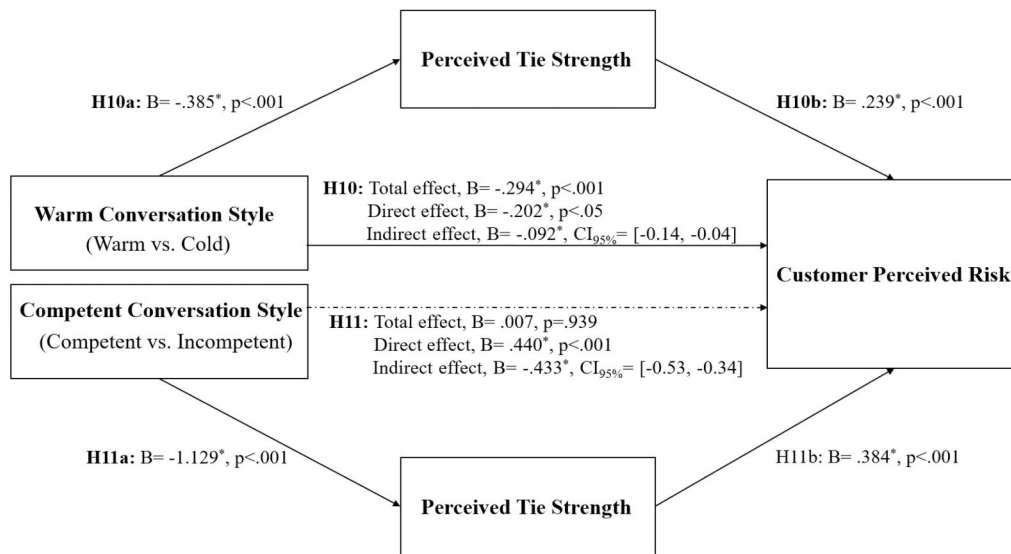 Perceived Tie Strength
H10a: B= -.385*, p<.001
H10b: B= .239*, p<.001
H10: Total effect, B= -.294*, p<.001
Direct effect, B= -.202*, p<.05
Indirect effect, B= -.092*, CI95%= [-0.14, -0.04]
Warm Conversation Style
(Warm vs. Cold)
Customer Perceived Risk
Competent Conversation Style
(Competent vs. Incompetent)
H11: Total effect, B= .007, p=.939
Direct effect, B= .440*, p<.001
Indirect effect, B= -.433*, CI95%= [-0.53, -0.34]
H11a: B= -1.129*, p<.001
H11b: B= .384*, p<.001
Perceived Tie Strength